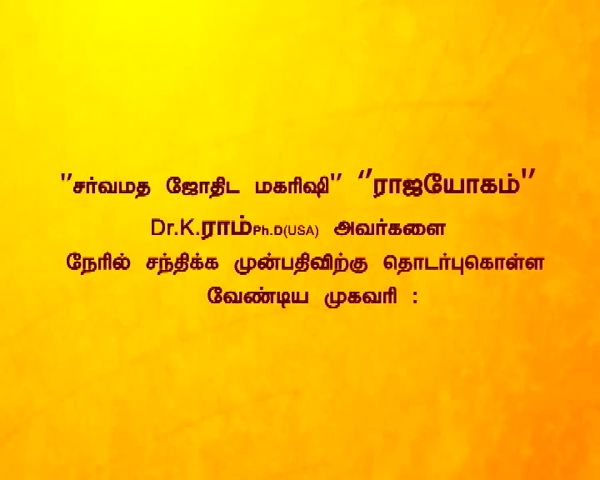 "சர்வமத ஜோதிட மகரிஷி" "ராஜயோகம்"
Dr.K.ராம்Ph.D(USA) அவர்களை
நேரில் சந்திக்க முன்பதிவிற்கு தொடர்புகொள்ள
வேண்டிய முகவரி :